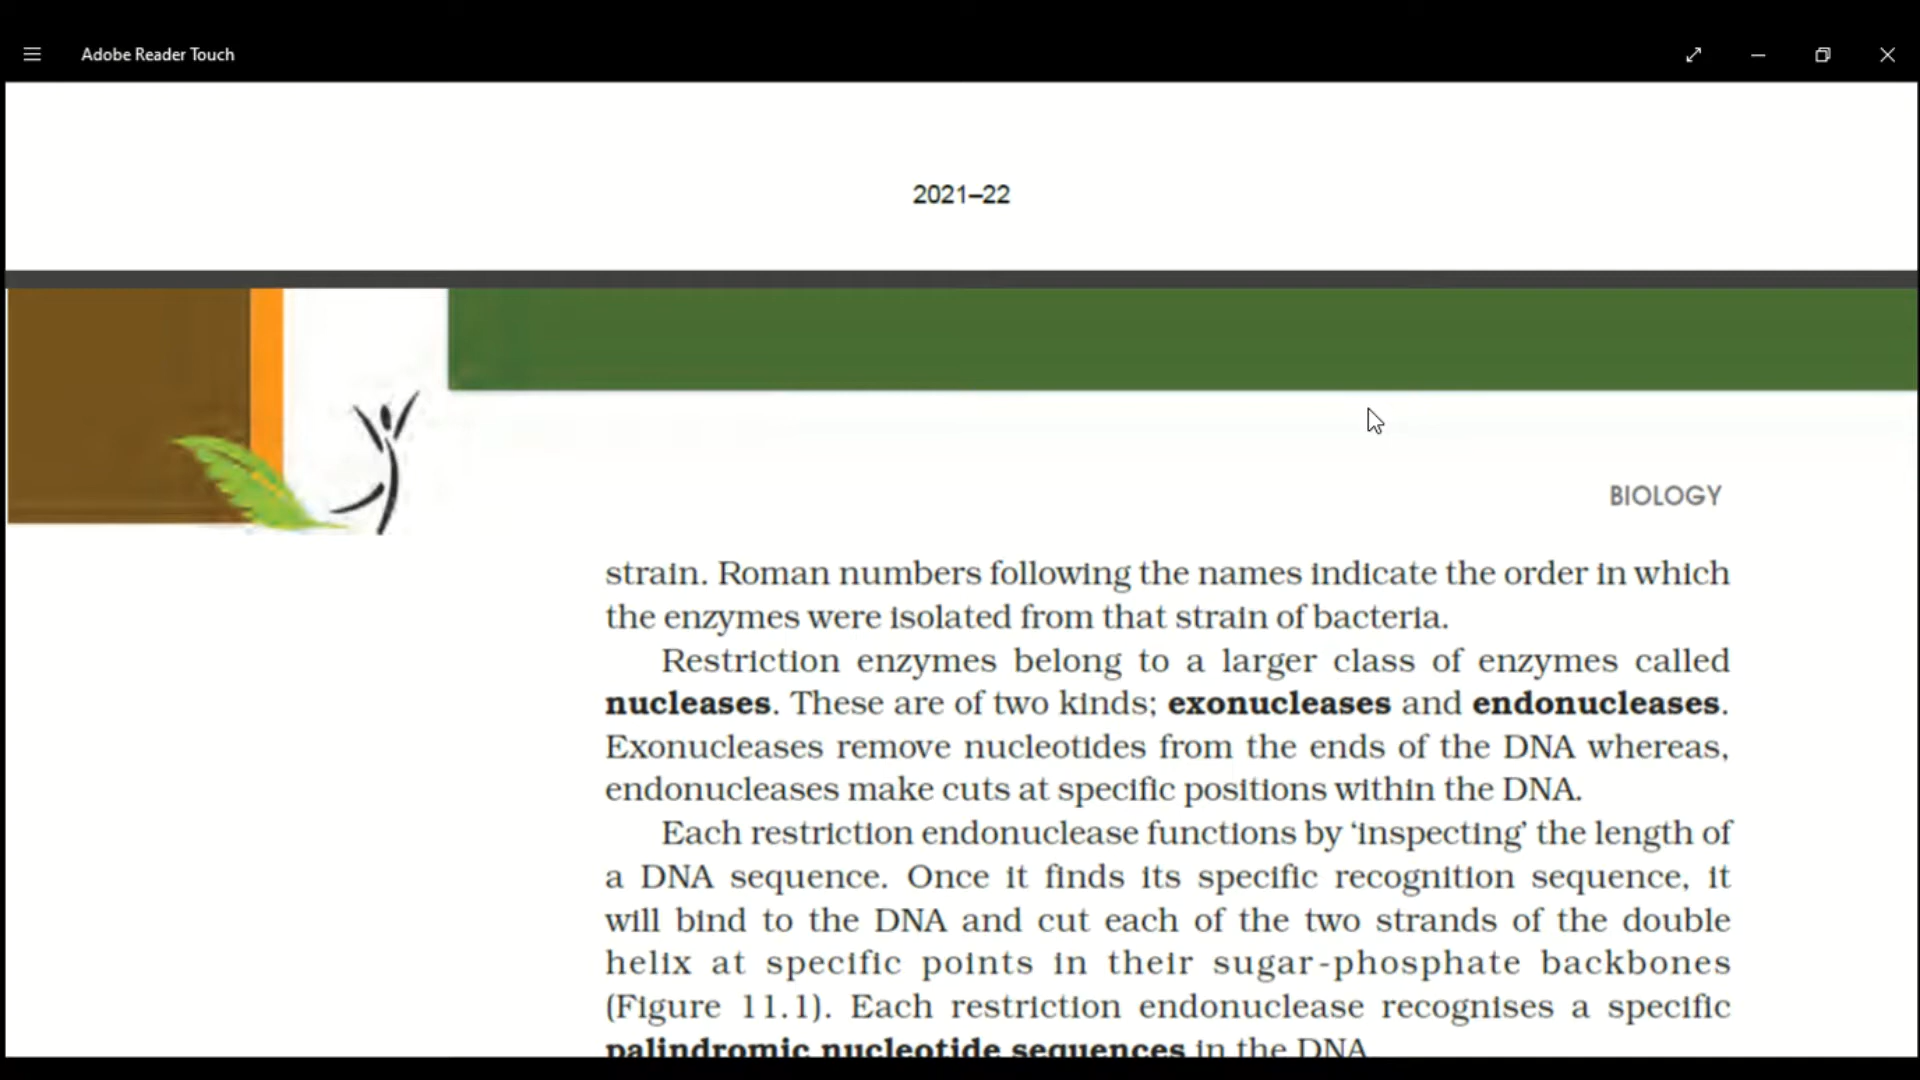 Adobe Reader Touch
2021–22
BIOLOGY
strain. Roman numbers following the names indicate the order in which
the enzymes were isolated from that strain of bacteria.
Restriction enzymes belong to a larger class of enzymes called
nucleases. These are of two kinds; exonucleases and endonucleases.
Exonucleases remove nucleotides from the ends of the DNA whereas,
endonucleases make cuts at specific positions within the DNA.
Each restriction endonuclease functions by ‘inspecting’ the length of
a DNA sequence. Once it finds its specific recognition sequence, it
will bind to the DNA and cut each of the two strands of the double
helix at specific points in their sugar-phosphate backbones
(Figure 11.1). Each restriction endonuclease recognises a specific
palindromic nucleotide sequences in the DNA